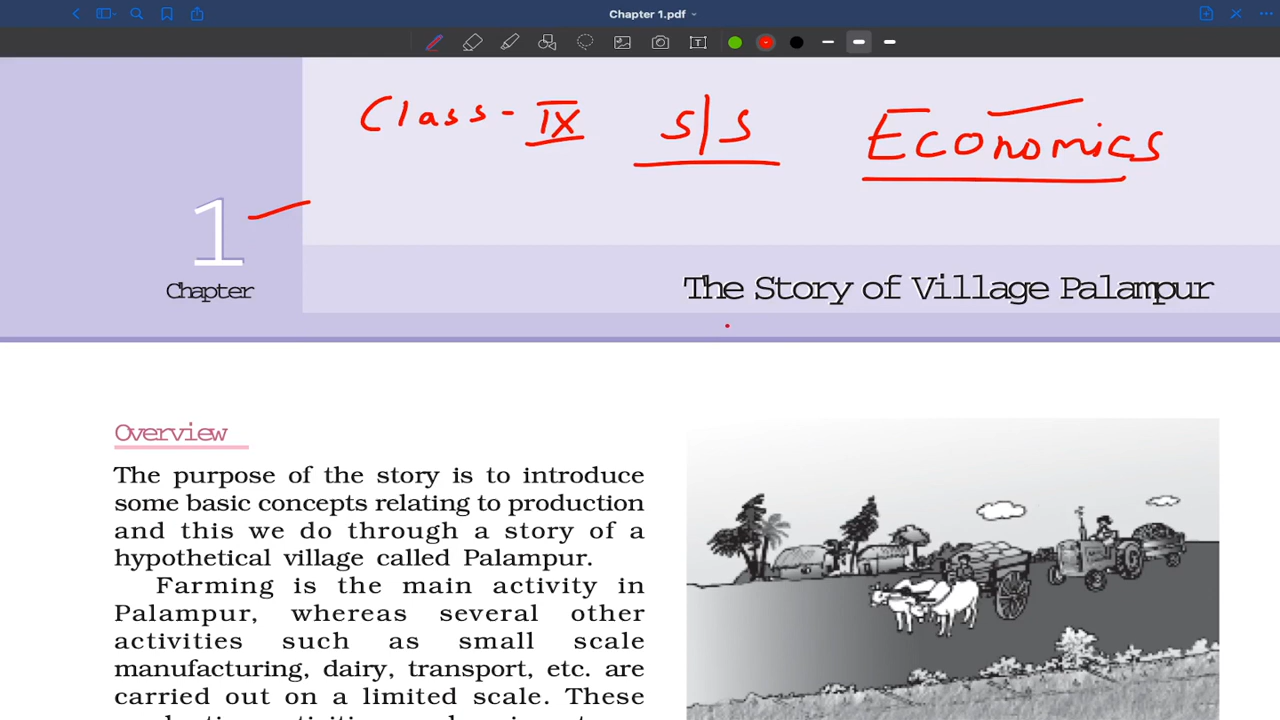 Chapter 1.pdf
T
Class - IX S/S Economics
1
Chapter
The Story of Village Palampur
Overview
The purpose of the story is to introduce
some basic concepts relating to production
and this we do through a story of a
hypothetical village called Palampur.
Farming is the main activity in
Palampur, whereas several other
activities such as small scale
manufacturing, dairy, transport, etc. are
carried out on a limited scale. These